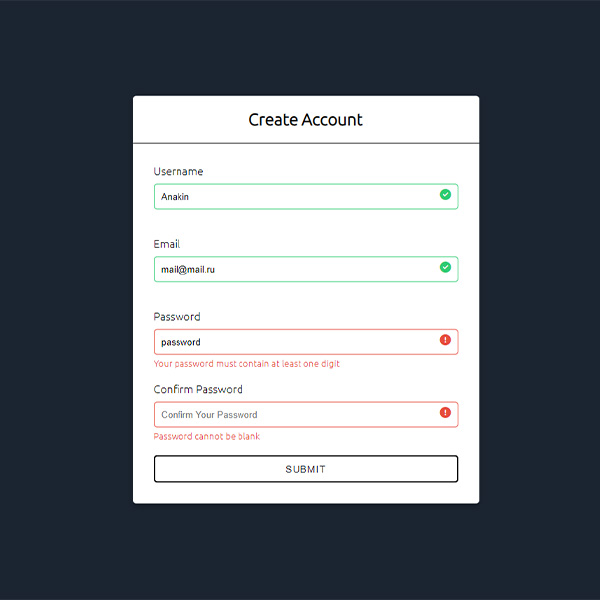 Create Account
Username
Anakin
Email
mail@mail.ru
Password
password
Your password must contain at least one digit
Confirm Password
Confirm Your Password
Password cannot be blank
SUBMIT